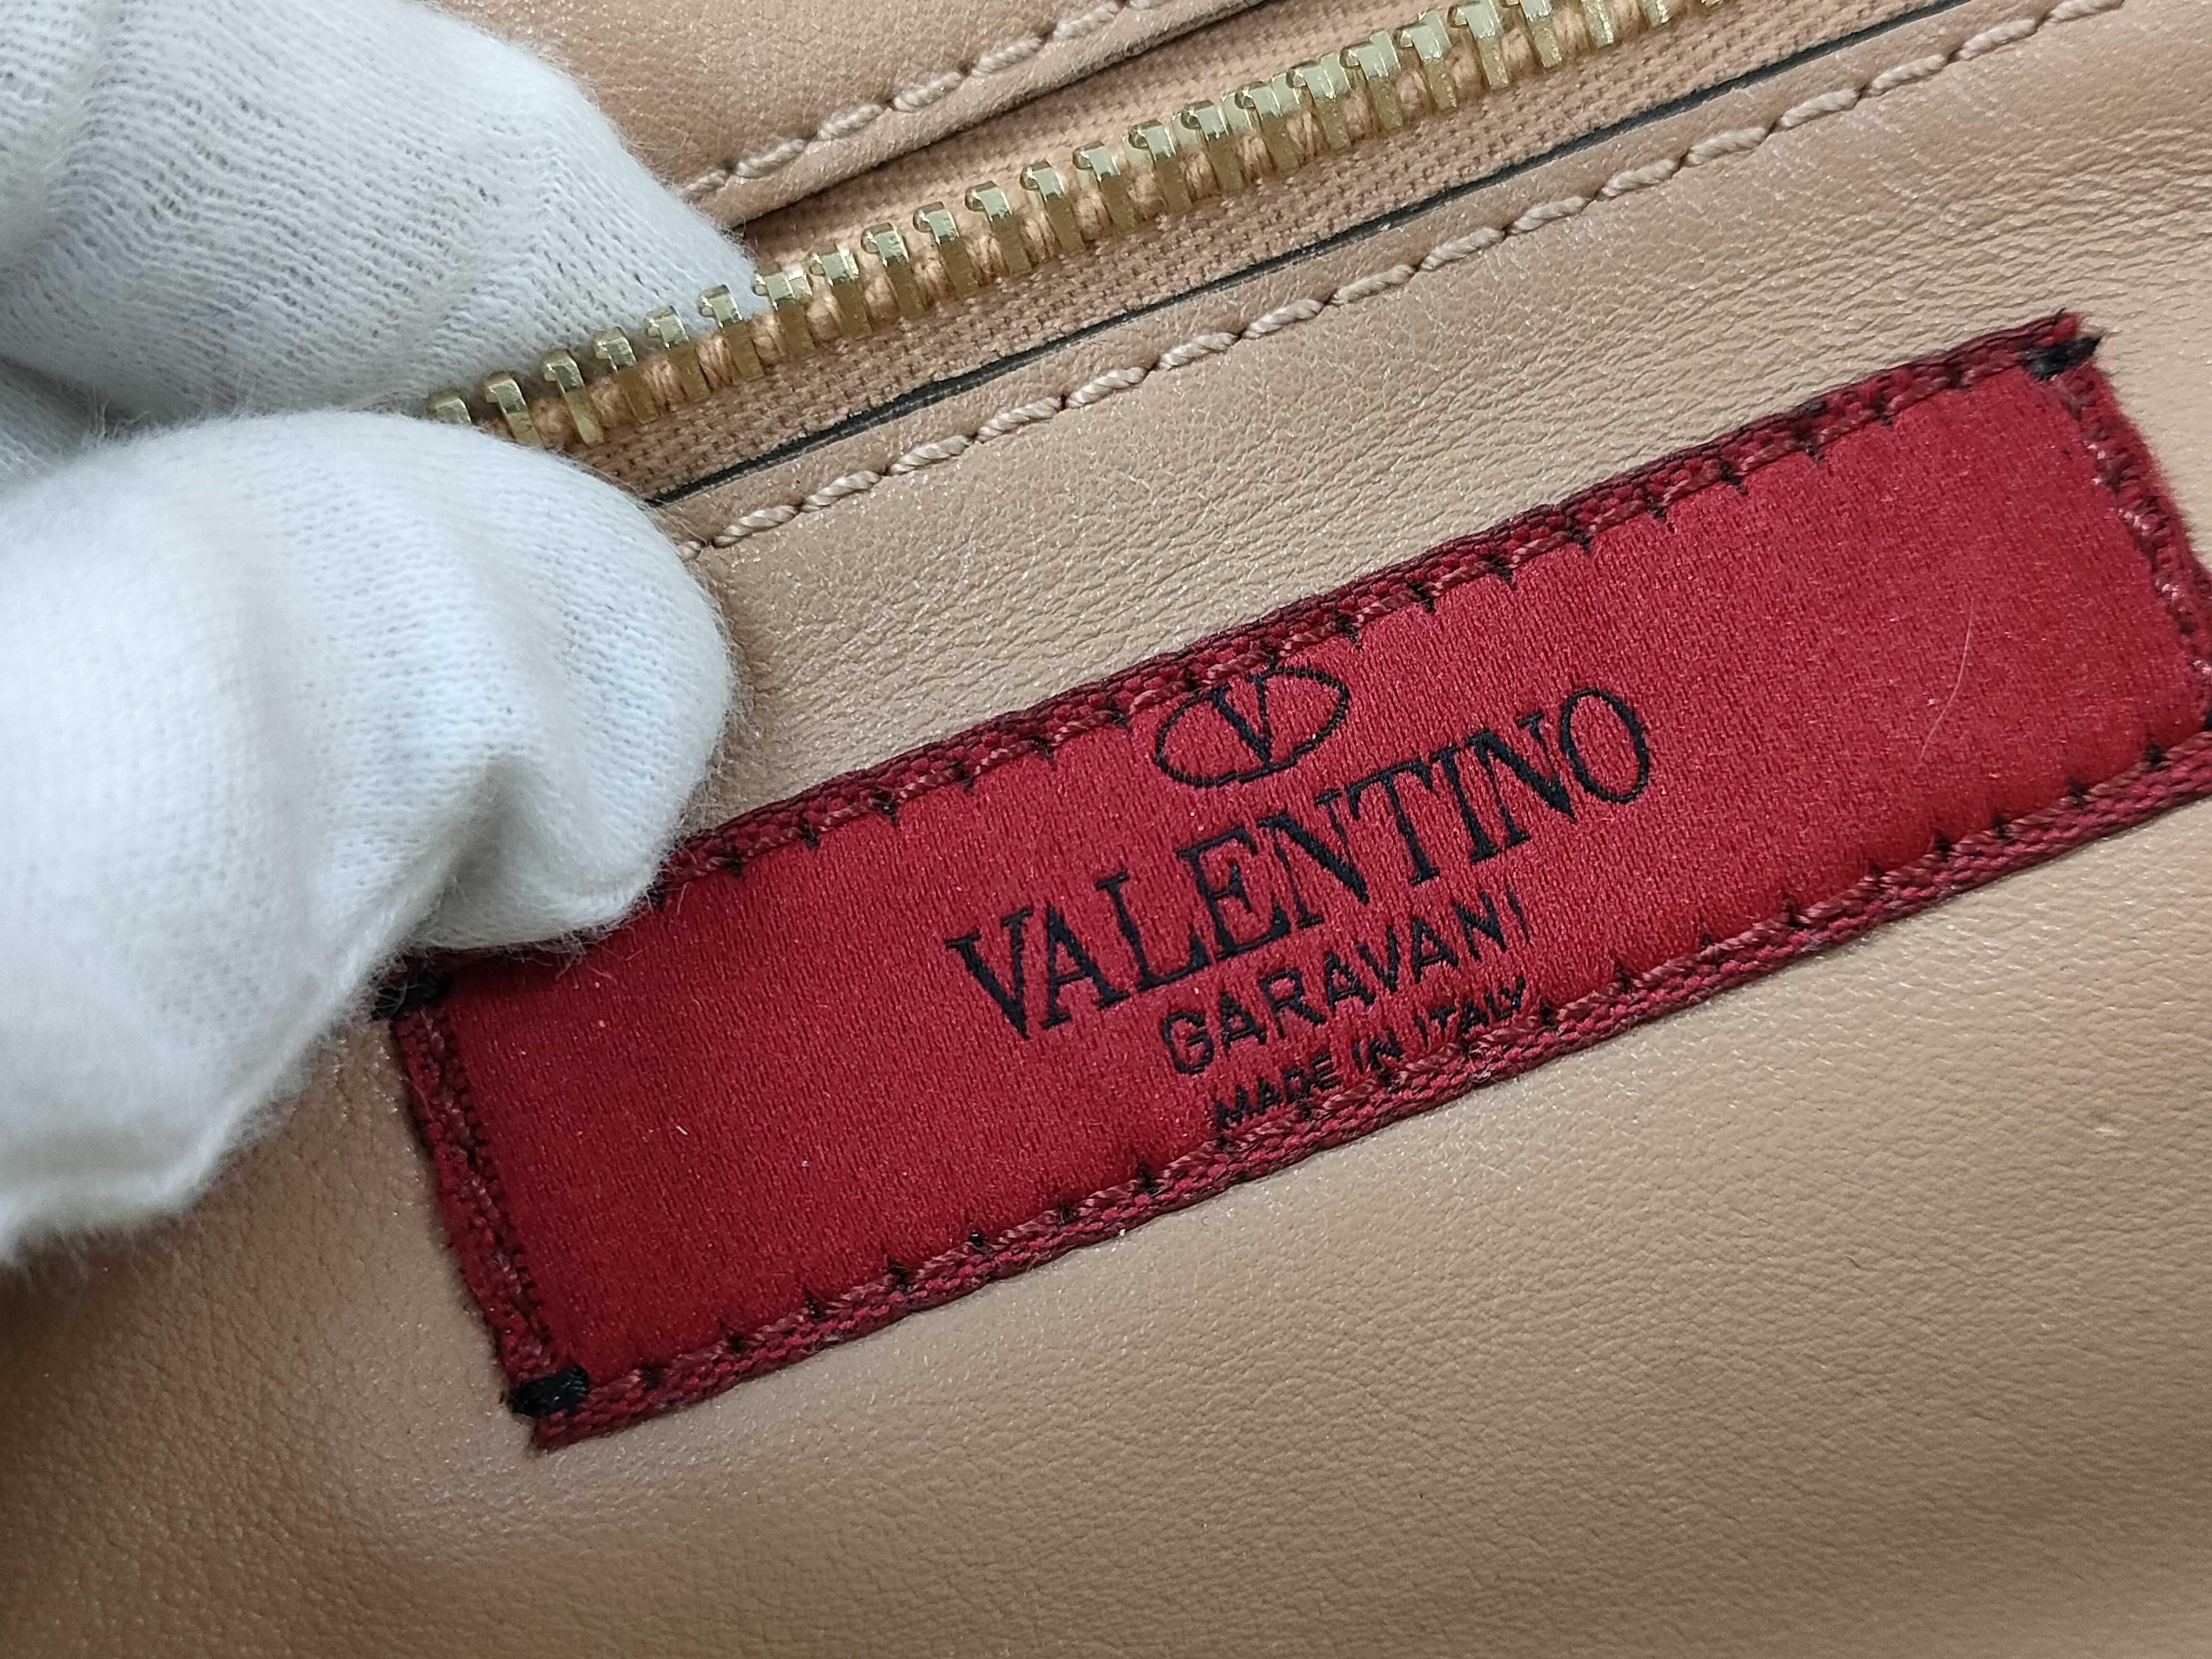 V
VALENTINO
GARAVANI
MADE IN ITALY